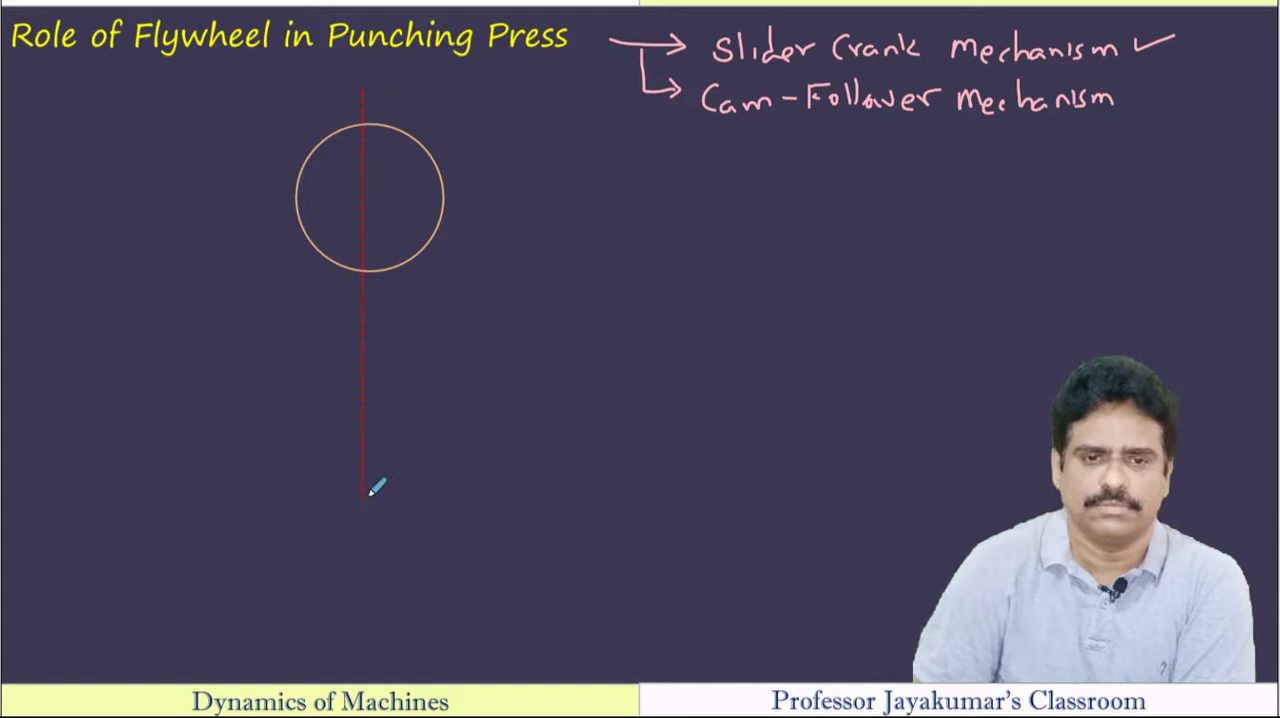 Role of Flywheel in Punching Press
Slider Crank Mechanism
Cam-Follower Mechanism
Dynamics of Machines
Professor Jayakumar's Classroom